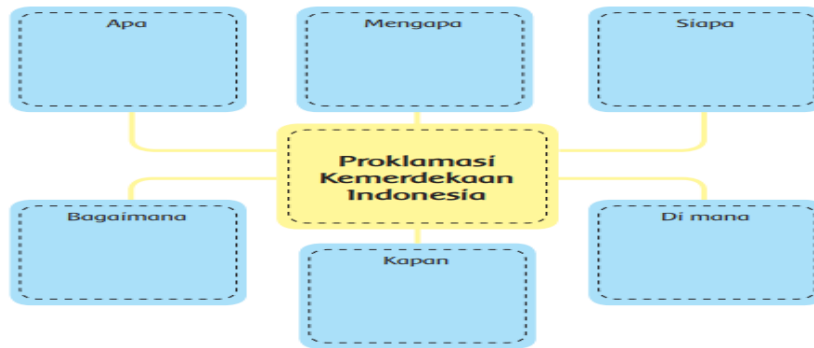 Apa
Mengapa
Siapa
Proklamasi
Kemerdekaan
Indonesia
Bagaimana
Kapan
Di mana